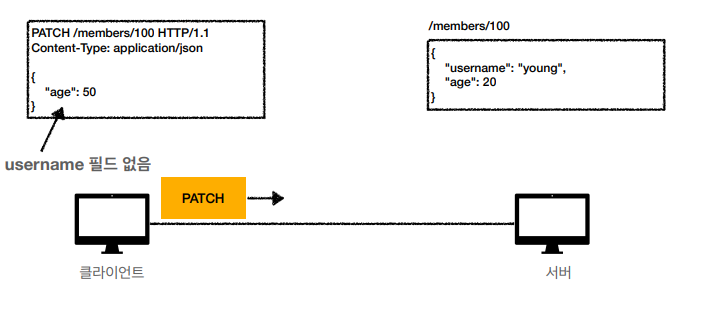 PATCH /members/100 HTTP/1.1
Content-Type: application/json
{
"age": 50
}
username 필드 없음
/members/100
{
"username": "young",
"age": 20
}
PATCH
클라이언트
서버